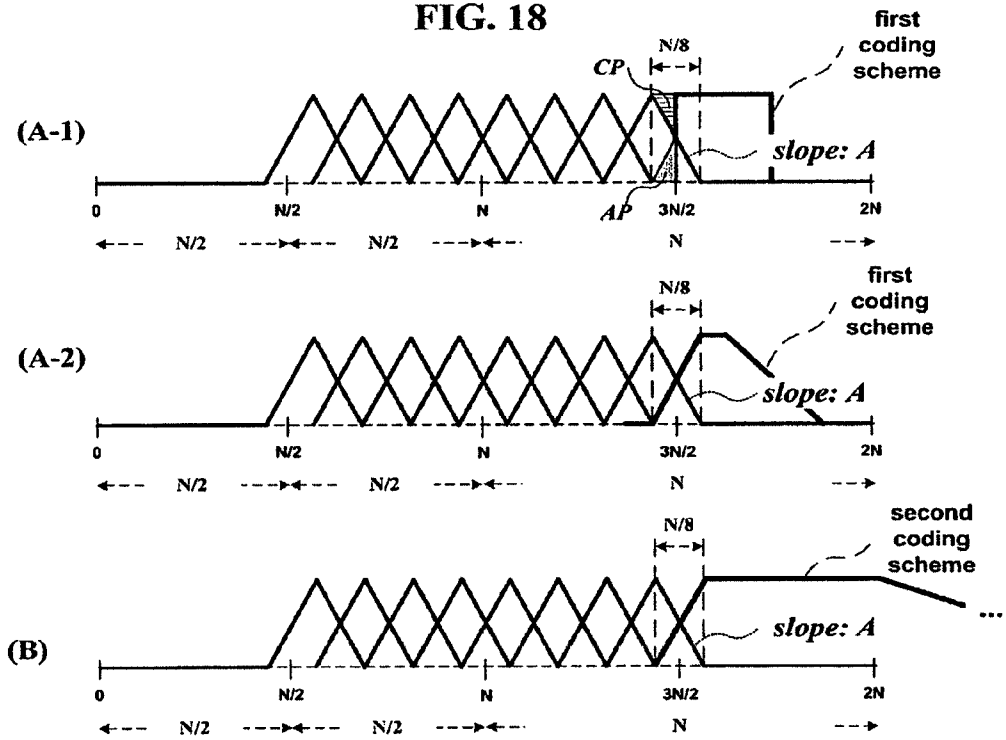 FIG. 18
(A-1)
CP
N/8
first
coding
scheme
slope: A
AP
0
N/2
N
3N/2
2N
N/2
N/2
N
(A-2)
N/8
first
coding
scheme
slope: A
0
N/2
N
3N/2
2N
N/2
N/2
N
(B)
N/8
second
coding
scheme
slope: A
...
0
N/2
N
3N/2
2N
N/2
N/2
N